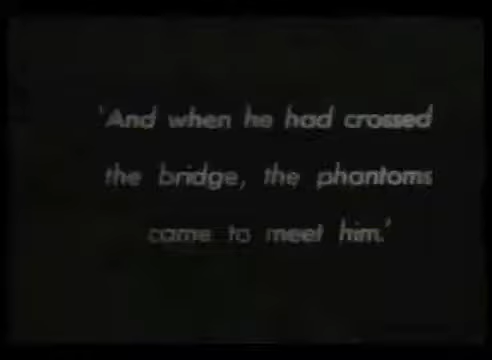 'And when he had crossed
the bridge, the phantoms
came to meet him.'